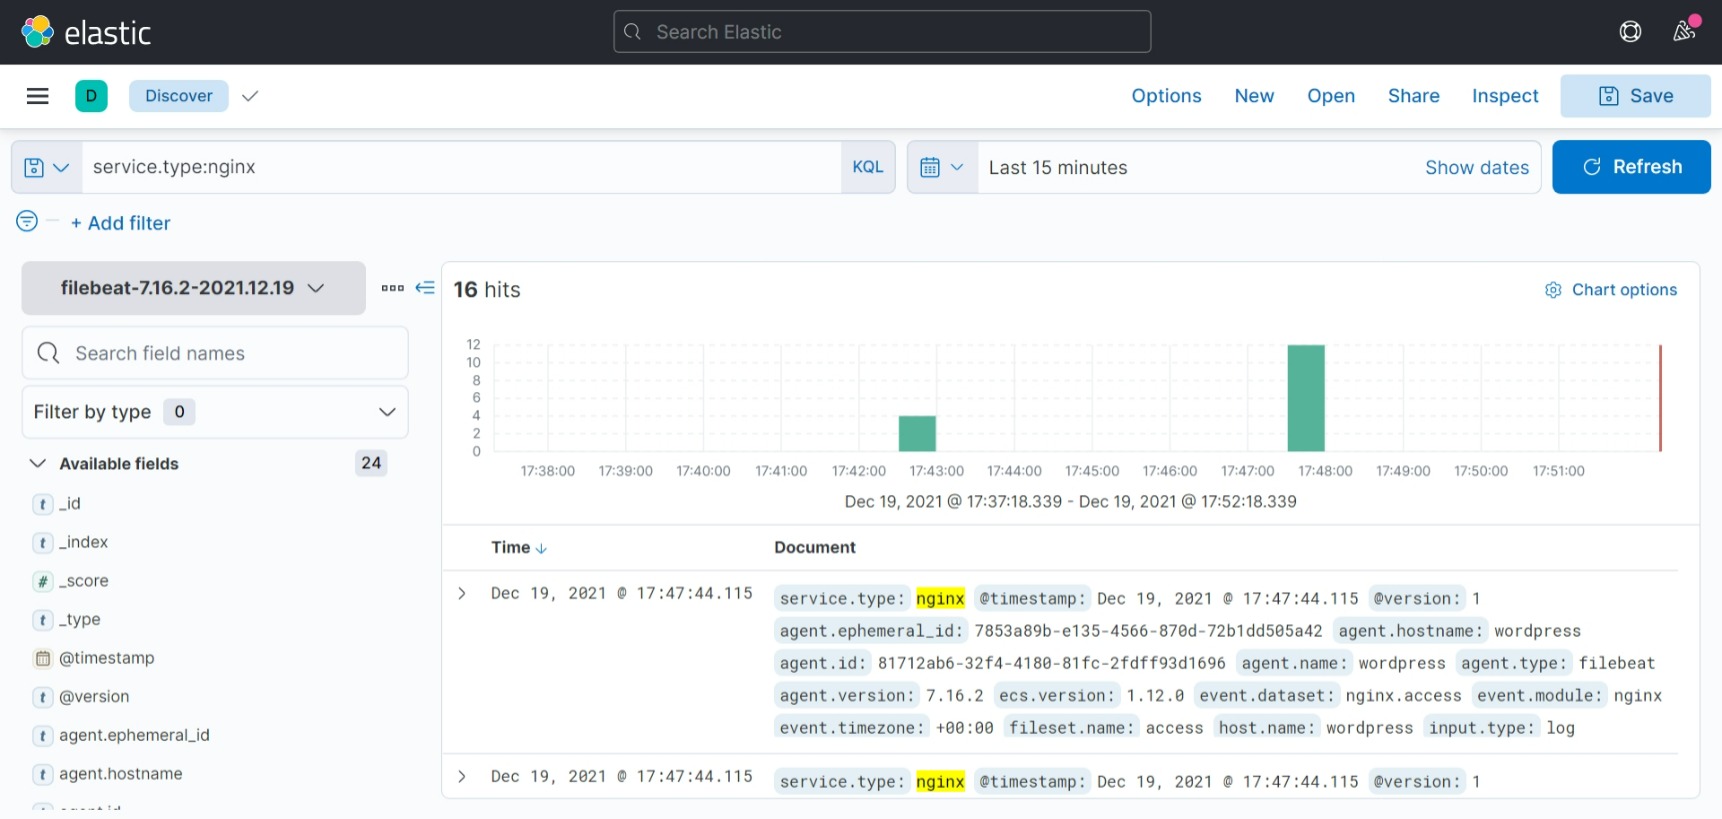 elastic
Search Elastic
D
Discover
Options New Open Share Inspect Save
service.type:nginx
KQL
Last 15 minutes
Show dates
Refresh
+ Add filter
filebeat-7.16.2-2021.12.19
Search field names
Filter by type 0
Available fields 24
t _id
t _index
# _score
t _type
@timestamp
t @version
t agent.ephemeral_id
t agent.hostname
16 hits
Chart options
12
10
8
6
4
2
0
17:38:00 17:39:00 17:40:00 17:41:00 17:42:00 17:43:00 17:44:00 17:45:00 17:46:00 17:47:00 17:48:00 17:49:00 17:50:00 17:51:00
Dec 19, 2021 @ 17:37:18.339 - Dec 19, 2021 @ 17:52:18.339
Time Document
Dec 19, 2021 @ 17:47:44.115 service.type: nginx @timestamp: Dec 19, 2021 @ 17:47:44.115 @version: 1
agent.ephemeral_id: 7853a89b-e135-4566-870d-72b1dd505a42 agent.hostname: wordpress
agent.id: 81712ab6-32f4-4180-81fc-2fdff93d1696 agent.name: wordpress agent.type: filebeat
agent.version: 7.16.2 ecs.version: 1.12.0 event.dataset: nginx.access event.module: nginx
event.timezone: +00:00 fileset.name: access host.name: wordpress input.type: log
Dec 19, 2021 @ 17:47:44.115 service.type: nginx @timestamp: Dec 19, 2021 @ 17:47:44.115 @version: 1